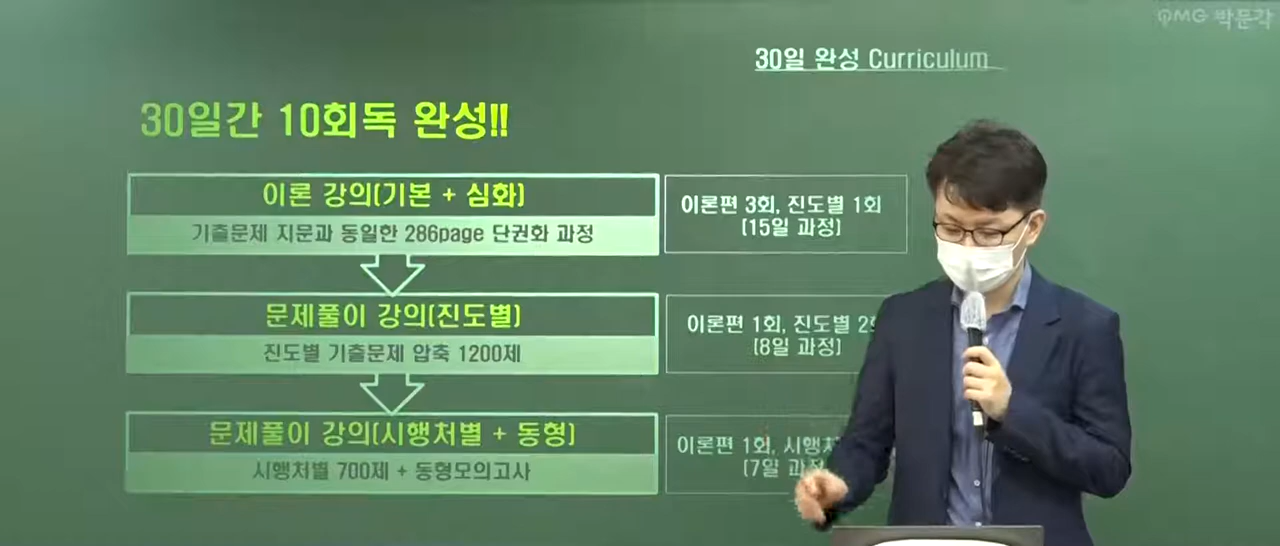 PMG 박문각
30일 완성 Curriculum
30일간 10회독 완성!!
이론 강의(기본 + 심화)
기출문제 지문과 동일한 286page 단권화 과정
이론편 3회, 진도별 1회
(15일 과정)
문제풀이 강의(진도별)
진도별 기출문제 압축 1200제
이론편 1회, 진도별
(8일 과정)
문제풀이 강의(시행처별 + 동형)
시행처별 700제 + 동형모의고사
이론편 1회,
(7일